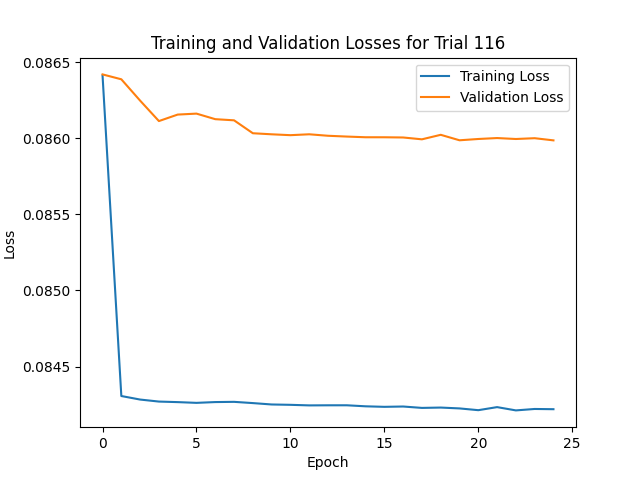 Training and Validation Losses for Trial 116
Training Loss
Validation Loss
0.0865
0.0860
0.0855
0.0850
0.0845
Loss
0
5
10
15
20
25
Epoch